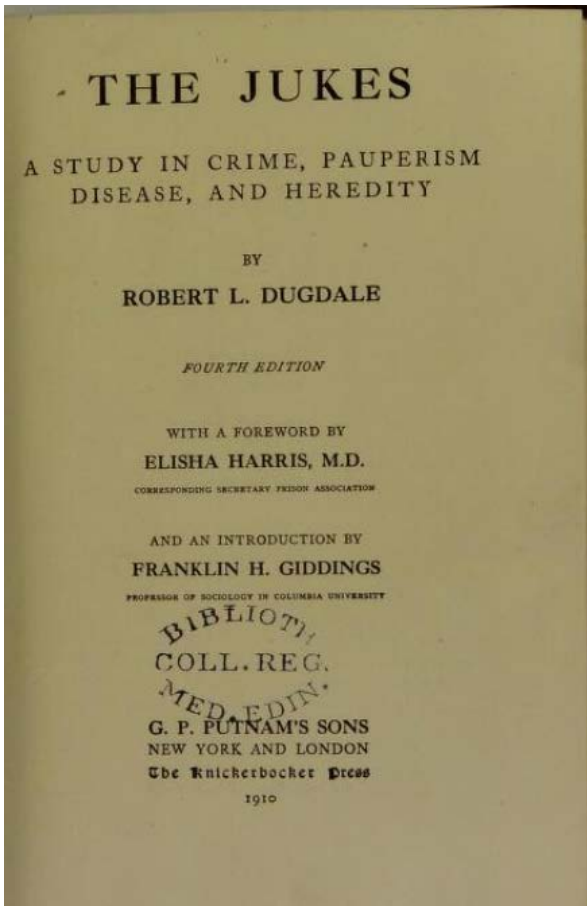 THE JUKES
A STUDY IN CRIME, PAUPERISM
DISEASE, AND HEREDITY
BY
ROBERT L. DUGDALE
FOURTH EDITION
WITH A FOREWORD BY
ELISHA HARRIS, M.D.
CORRESPONDING SECRETARY PRISON ASSOCIATION
AND AN INTRODUCTION BY
FRANKLIN H. GIDDINGS
PROFESSOR OF SOCIOLOGY IN COLUMBIA UNIVERSITY
BIBLIOTH
COLL. REG.
MED. EDIN.
G. P. PUTNAM'S SONS
NEW YORK AND LONDON
The Knickerbocker Press
1910